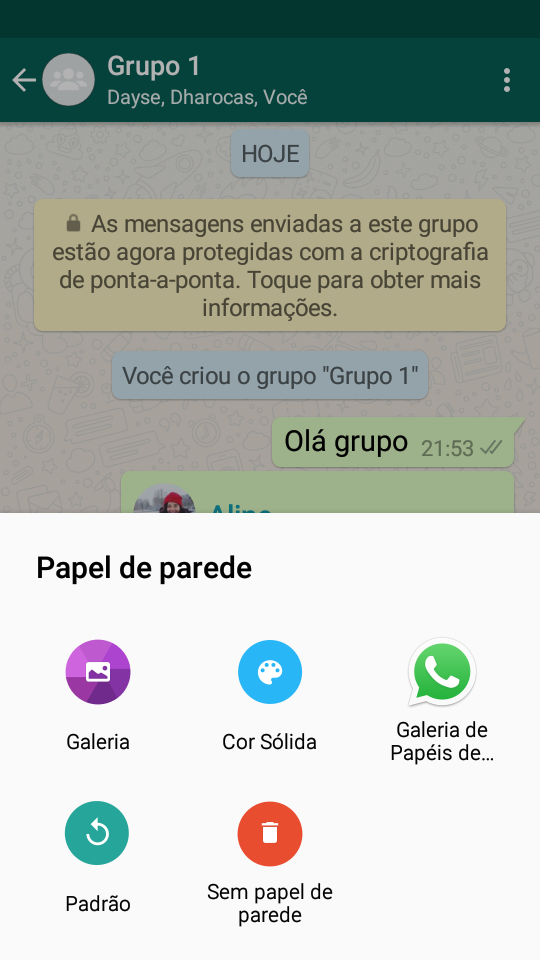 Grupo 1
Dayse, Dharocas, Você
HOJE
As mensagens enviadas a este grupo
estão agora protegidas com a criptografia
de ponta-a-ponta. Toque para obter mais
informações.
Você criou o grupo "Grupo 1"
Olá grupo 21:53
Aline
Papel de parede
Galeria
Cor Sólida
Galeria de
Papéis de...
Padrão
Sem papel de
parede